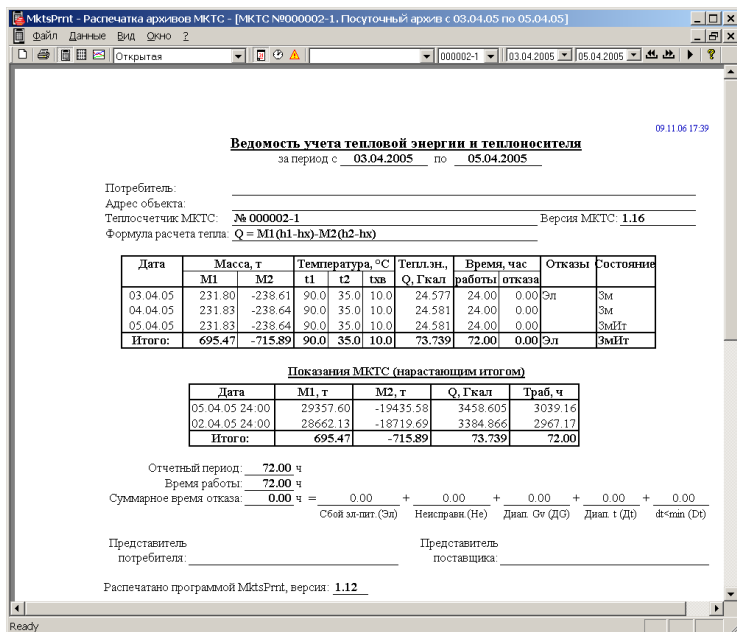 MktsPrnt - Распечатка архивов МКТС - [МКТС №000002-1. Посуточный архив с 03.04.05 по 05.04.05]
Файл Данные Вид Окно ?
Открытая 000002-1 03.04.2005 05.04.2005
09.11.06 17:39
Ведомость учета тепловой энергии и теплоносителя
за период с 03.04.2005 по 05.04.2005
Потребитель:
Адрес объекта:
Теплосчетчик МКТС: № 000002-1 Версия МКТС: 1.16
Формула расчета тепла: Q = M1(h1-hx)-M2(h2-hx)
Дата Масса, т Температура, °C Тепл.эн., Время, час Отказы Состояние
М1 М2 t1 t2 tхв Q, Гкал работы отказа
03.04.05 231.80 -238.61 90.0 35.0 10.0 24.577 24.00 0.00 Эл Зм
04.04.05 231.83 -238.64 90.0 35.0 10.0 24.581 24.00 0.00 Зм
05.04.05 231.83 -238.64 90.0 35.0 10.0 24.581 24.00 0.00 ЗмИт
Итого: 695.47 -715.89 90.0 35.0 10.0 73.739 72.00 0.00 Эл ЗмИт
Показания МКТС (нарастающим итогом)
Дата М1, т М2, т Q, Гкал Траб, ч
05.04.05 24:00 29357.60 -19435.58 3458.605 3039.16
02.04.05 24:00 28662.13 -18719.69 3384.866 2967.17
Итого: 695.47 -715.89 73.739 72.00
Отчетный период: 72.00 ч
Время работы: 72.00 ч
Суммарное время отказа: 0.00 ч = 0.00 + 0.00 + 0.00 + 0.00 + 0.00
Сбой эл-пит.(Эл) Неисправн.(Не) Диап. Gv (ДG) Диап. t (Дt) dt<min (Dt)
Представитель Представитель
потребителя: поставщика:
Распечатано программой MktsPrnt, версия: 1.12
Ready